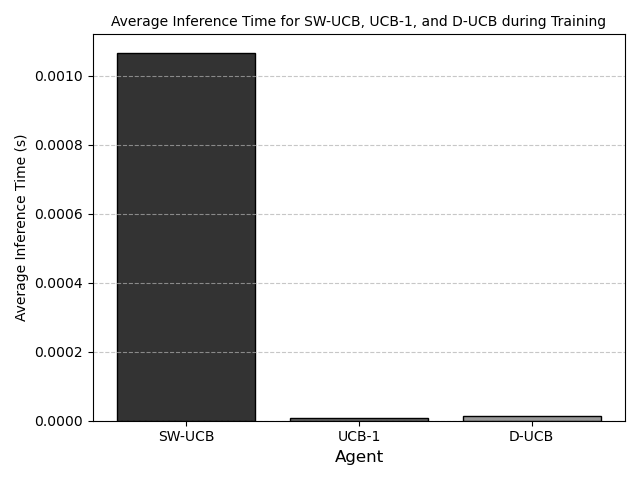 Average Inference Time for SW-UCB, UCB-1, and D-UCB during Training
Average Inference Time (s)
0.0010
0.0008
0.0006
0.0004
0.0002
0.0000
SW-UCB
UCB-1
D-UCB
Agent